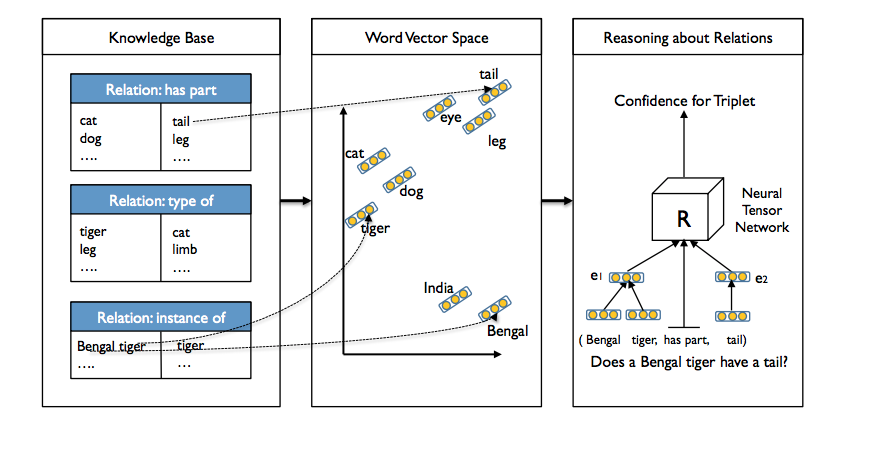 Knowledge Base
Relation: has part
cat tail
dog leg
.... ....
Relation: type of
tiger cat
leg limb
.... ....
Relation: instance of
Bengal tiger tiger
.... ...
Word Vector Space
tail
eye
leg
cat
dog
tiger
India
Bengal
Reasoning about Relations
Confidence for Triplet
R
Neural
Tensor
Network
e1 e2
( Bengal tiger, has part, tail)
Does a Bengal tiger have a tail?